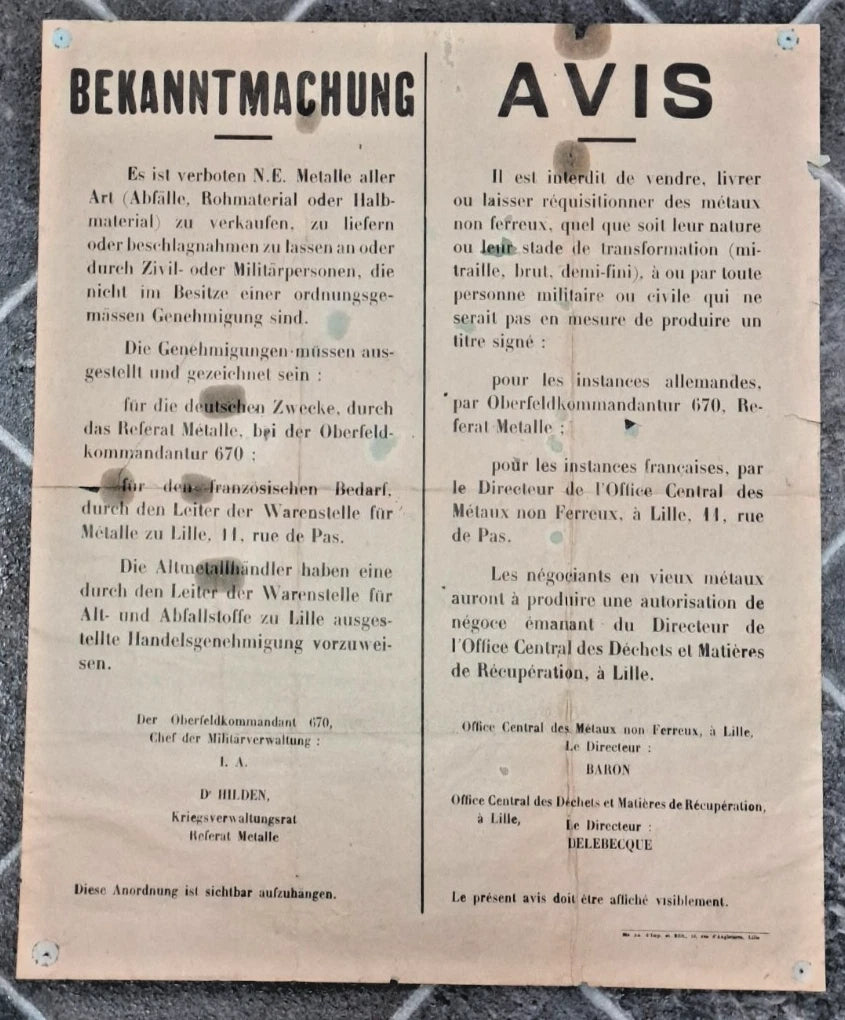 BEKANNTMACHUNG
Es ist verboten N.E. Metalle aller
Art (Abfälle, Rohmaterial oder Halb-
material) zu verkaufen, zu liefern
oder beschlagnahmen zu lassen an oder
durch Zivil- oder Militärpersonen, die
nicht im Besitze einer ordnungsge-
mässen Genehmigung sind.
Die Genehmigungen müssen aus-
gestellt und gezeichnet sein :
für die deutschen Zwecke, durch
das Referat Metalle, bei der Oberfeld-
kommandantur 670 ;
für den französischen Bedarf,
durch den Leiter der Warenstelle für
Métalle zu Lille, 11, rue de Pas.
Die Altmetallhändler haben eine
durch den Leiter der Warenstelle für
Alt- und Abfallstoffe zu Lille ausges-
tellte Handelsgenehmigung vorzuwei-
sen.
Der Oberfeldkommandant 670,
Chef der Militärverwaltung :
I. A.
Dr HILDEN,
Kriegsverwaltungsrat
Referat Metalle
Diese Anordnung ist sichtbar aufzuhängen.
AVIS
Il est interdit de vendre, livrer
ou laisser réquisitionner des métaux
non ferreux, quel que soit leur nature
ou leur stade de transformation (mi-
traille, brut, demi-fini), à ou par toute
personne militaire ou civile qui ne
serait pas en mesure de produire un
titre signé :
pour les instances allemandes,
par Oberfeldkommandantur 670, Re-
ferat Metalle ;
pour les instances françaises, par
le Directeur de l'Office Central des
Métaux non Ferreux, à Lille, 11, rue
de Pas.
Les négociants en vieux métaux
auront à produire une autorisation de
négoce émanant du Directeur de
l'Office Central des Déchets et Matières
de Récupération, à Lille.
Office Central des Métaux non Ferreux, à Lille,
Le Directeur :
BARON
Office Central des Déchets et Matières de Récupération,
à Lille, Le Directeur :
DELEBECQUE
Le présent avis doit être affiché visiblement.
d'Imp. et Edit., rue d'Angleterre, Lille